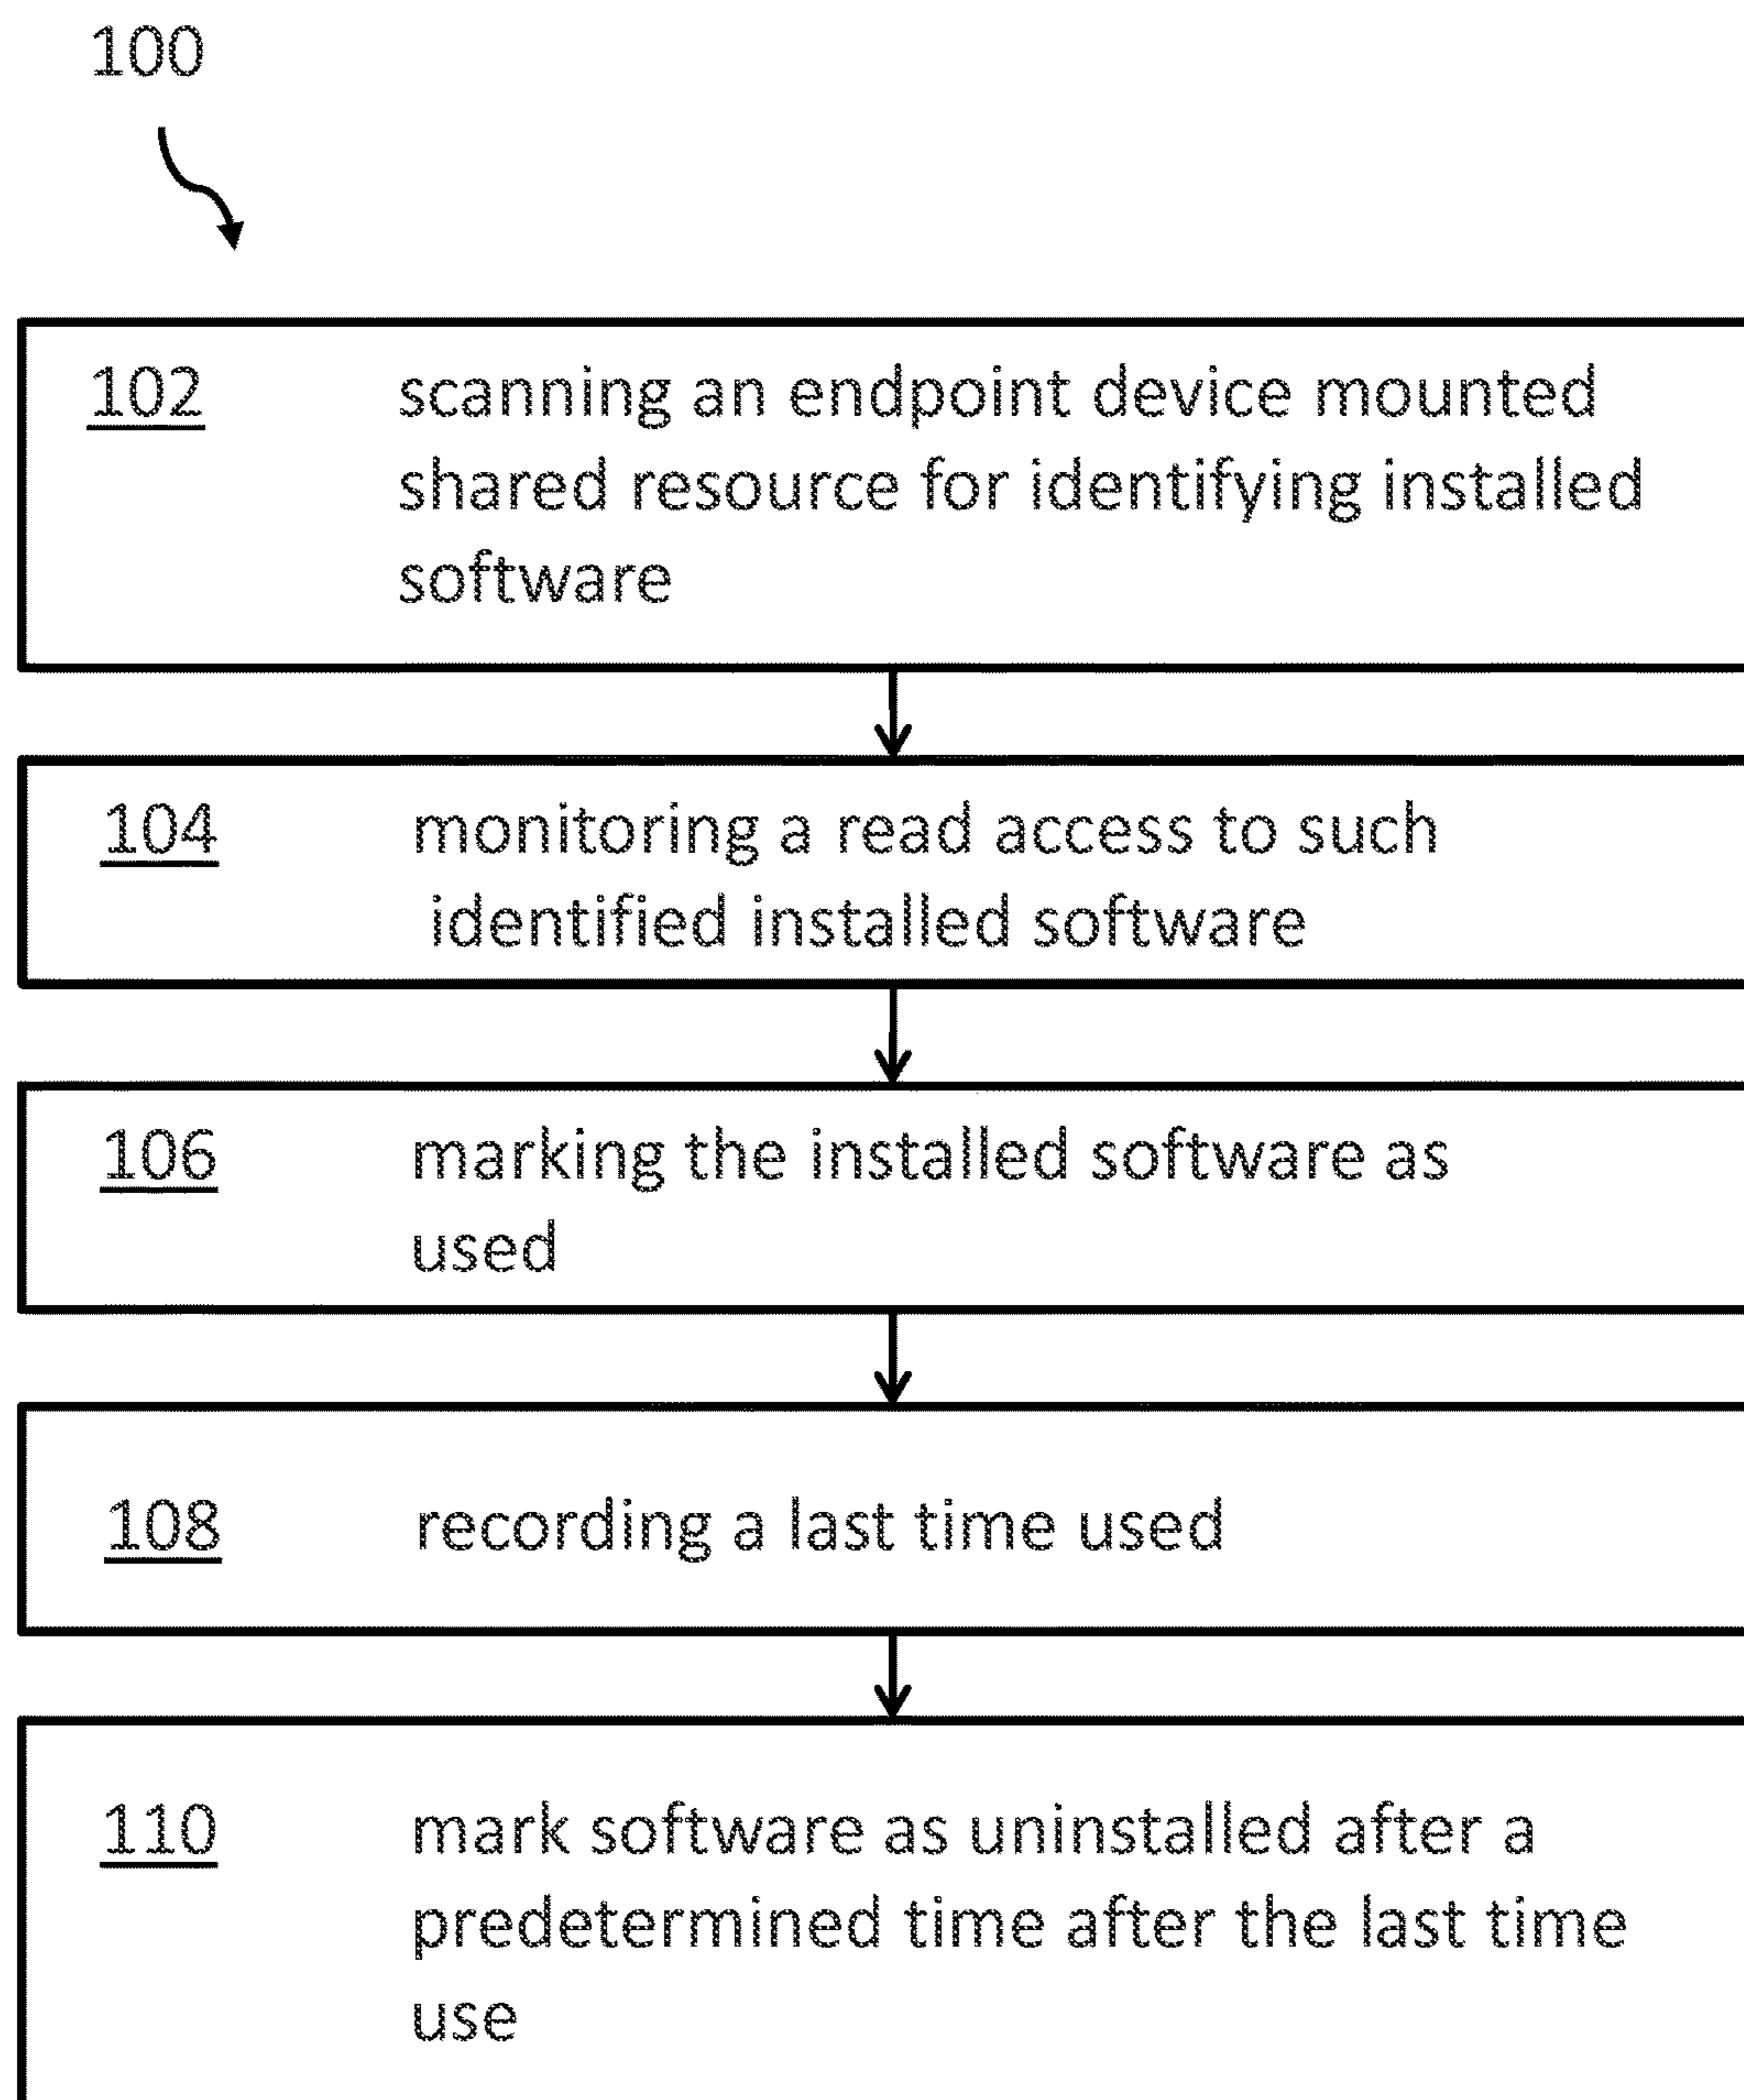 100
102 scanning an endpoint device mounted
shared resource for identifying installed
software
104 monitoring a read access to such
identified installed software
106 marking the installed software as
used
108 recording a last time used
110 mark software as uninstalled after a
predetermined time after the last time
use